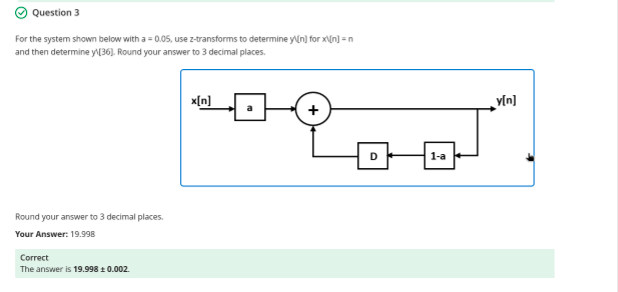 Question 3
For the system shown below with a = 0.05, use z-transforms to determine y\[n] for x\[n] = n
and then determine y\[36]. Round your answer to 3 decimal places.
x[n]
a
+
y[n]
D
1-a
Round your answer to 3 decimal places.
Your Answer: 19.998
Correct
The answer is 19.998 ± 0.002.